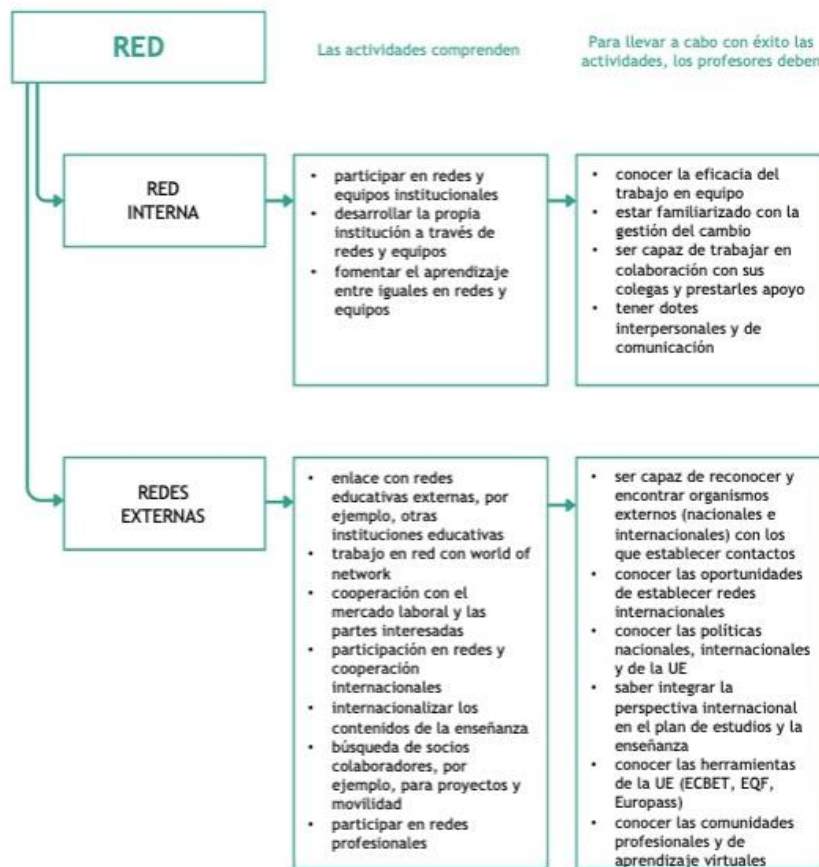 RED
Las actividades comprenden
Para llevar a cabo con éxito las
actividades, los profesores deben
RED
INTERNA
• participar en redes y
equipos institucionales
• desarrollar la propia
institución a través de
redes y equipos
• fomentar el aprendizaje
entre iguales en redes y
equipos
• conocer la eficacia del
trabajo en equipo
• estar familiarizado con la
gestión del cambio
• ser capaz de trabajar en
colaboración con sus
colegas y prestarles apoyo
• tener dotes
interpersonales y de
comunicación
REDES
EXTERNAS
• enlace con redes
educativas externas, por
ejemplo, otras
instituciones educativas
• trabajo en red con world of
network
• cooperación con el
mercado laboral y las
partes interesadas
• participación en redes y
cooperación
internacionales
• internacionalizar los
contenidos de la enseñanza
• búsqueda de socios
colaboradores, por
ejemplo, para proyectos y
movilidad
• participar en redes
profesionales
• ser capaz de reconocer y
encontrar organismos
externos (nacionales e
internacionales) con los
que establecer contactos
• conocer las oportunidades
de establecer redes
internacionales
• conocer las políticas
nacionales, internacionales
y de la UE
• saber integrar la
perspectiva internacional
en el plan de estudios y la
enseñanza
• conocer las herramientas
de la UE (ECBET, EQF,
Europass)
• conocer las comunidades
profesionales y de
aprendizaje virtuales